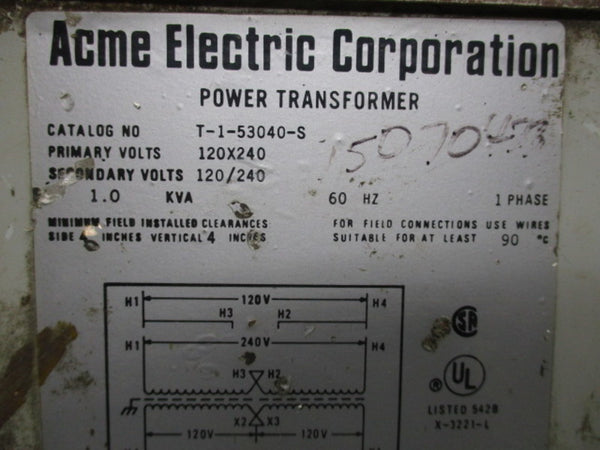 Acme Electric Corporation
POWER TRANSFORMER
CATALOG NO T-1-53040-S
PRIMARY VOLTS 120X240
SECONDARY VOLTS 120/240
1.0 KVA 60 HZ 1 PHASE
MINIMUM FIELD INSTALLED CLEARANCES
SIDE INCHES VERTICAL 4 INCHES
FOR FIELD CONNECTIONS USE WIRES
SUITABLE FOR AT LEAST 90 °C
H1 120V H4
H3 H2
H1 240V H4
H3 H2
X2 X3
120V 120V
SA
® UL
LISTED 542B
X-3221-L